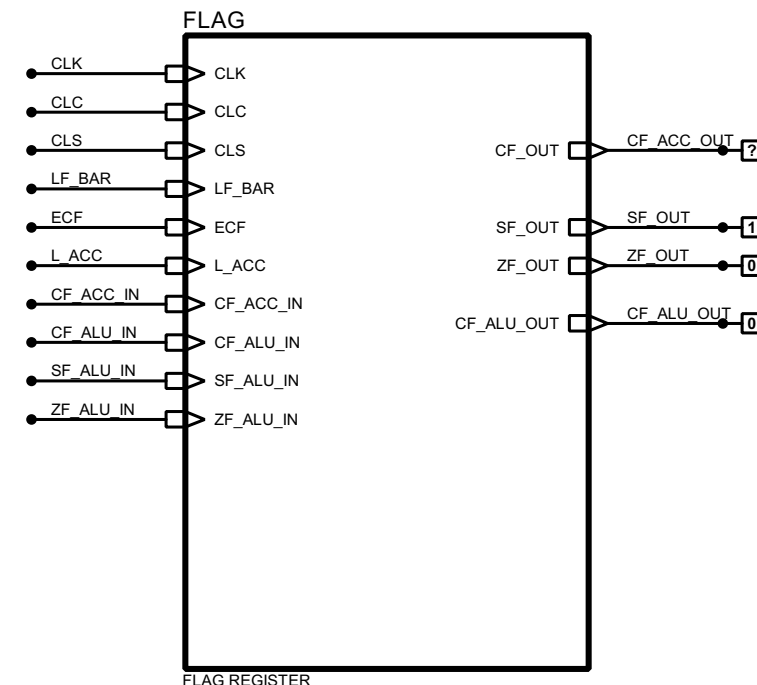 FLAG
CLK
CLK
CLC
CLC
CLS
CLS
CF_OUT
CF_ACC_OUT
?
LF_BAR
LF_BAR
ECF
ECF
SF_OUT
SF_OUT
1
L_ACC
L_ACC
ZF_OUT
ZF_OUT
0
CF_ACC_IN
CF_ACC_IN
CF_ALU_IN
CF_ALU_IN
CF_ALU_OUT
CF_ALU_OUT
0
SF_ALU_IN
SF_ALU_IN
ZF_ALU_IN
ZF_ALU_IN
FLAG REGISTER